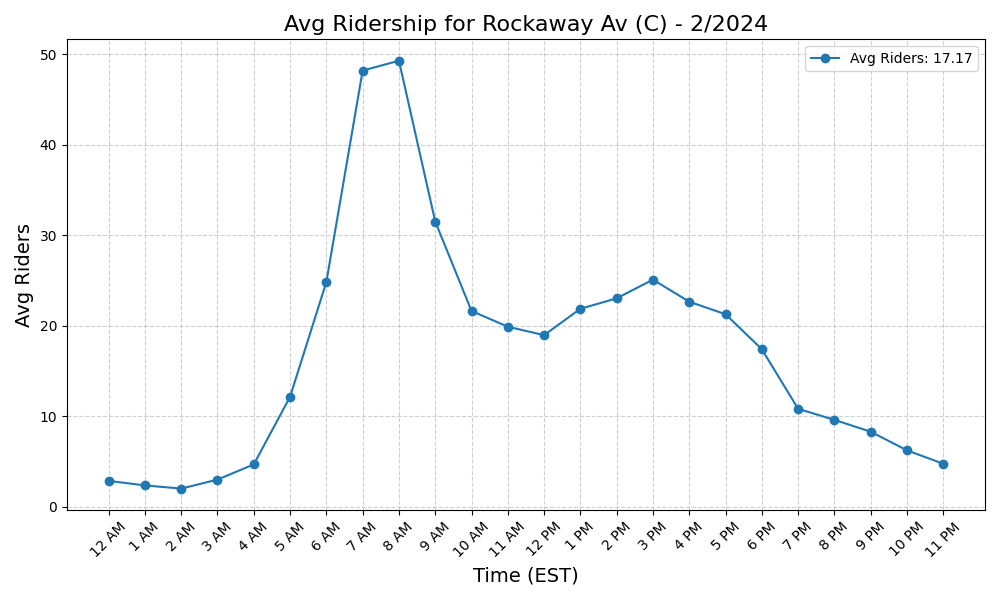 Avg Ridership for Rockaway Av (C) - 2/2024
Avg Riders: 17.17
50
40
30
20
10
0
Avg Riders
12 AM
1 AM
2 AM
3 AM
4 AM
5 AM
6 AM
7 AM
8 AM
9 AM
10 AM
11 AM
12 PM
1 PM
2 PM
3 PM
4 PM
5 PM
6 PM
7 PM
8 PM
9 PM
10 PM
11 PM
Time (EST)